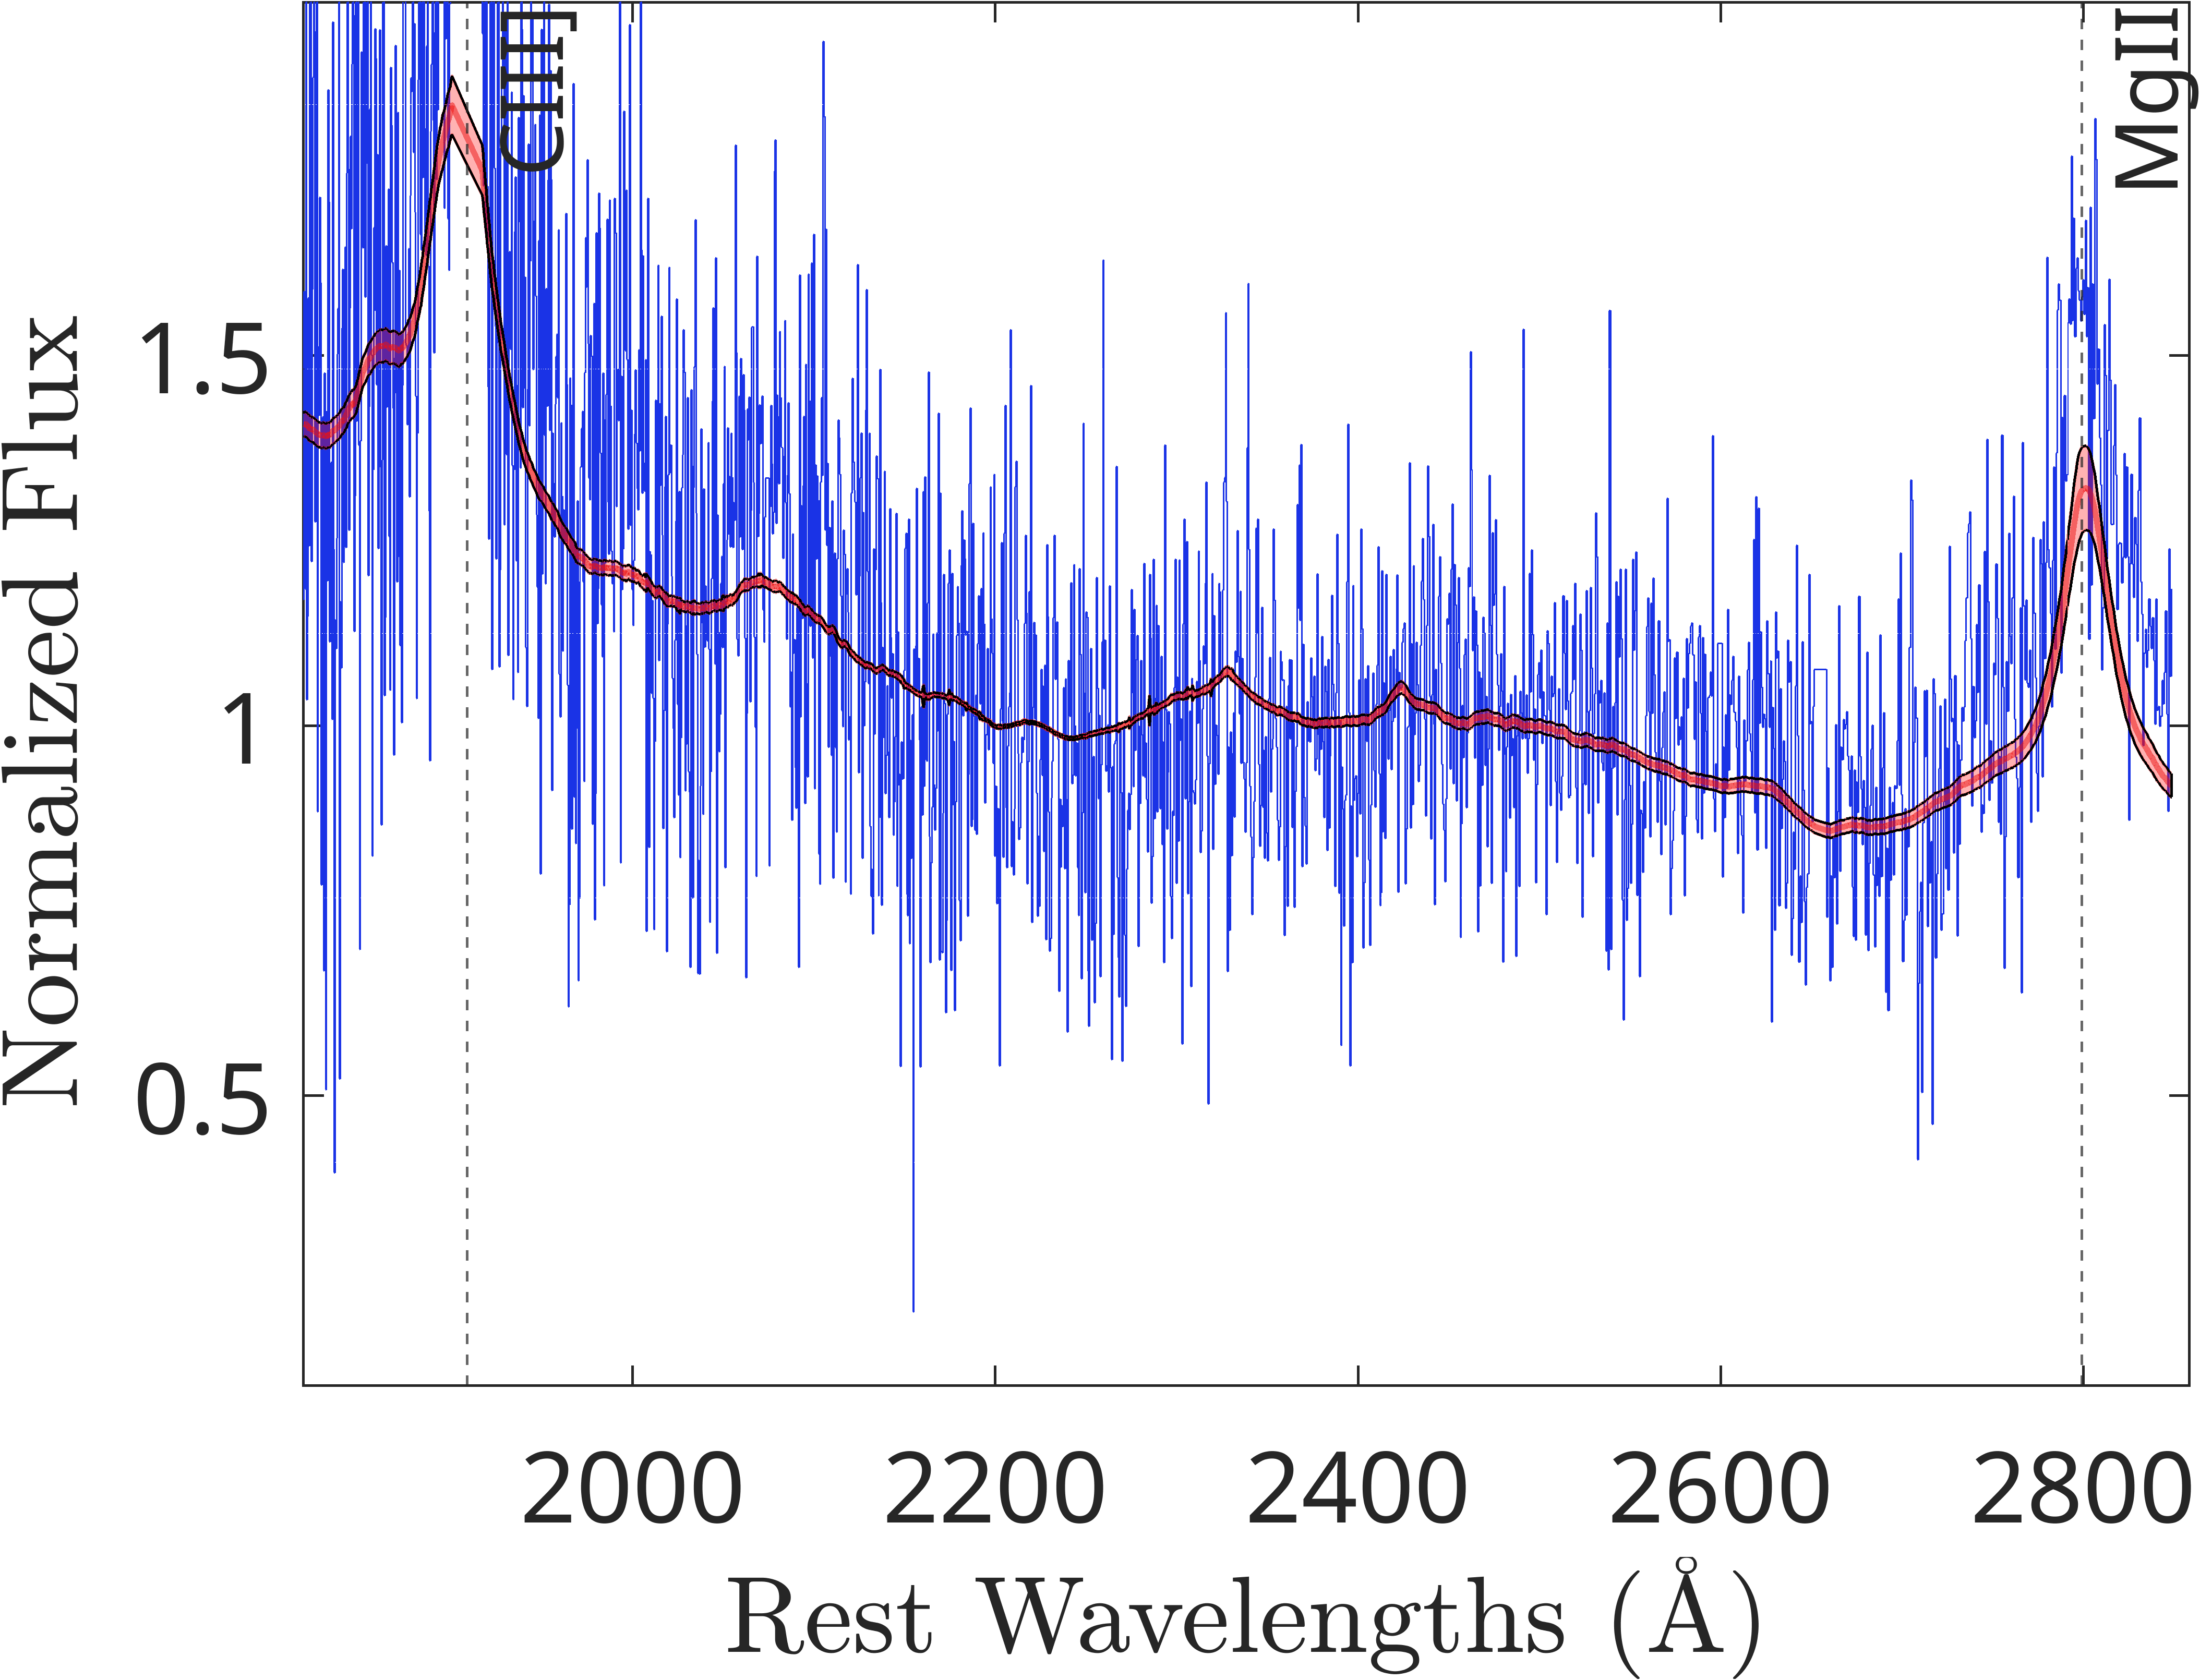 CIII]
MgII
Normalized Flux
1.5
1
0.5
2000 2200 2400 2600 2800
Rest Wavelengths (Å)